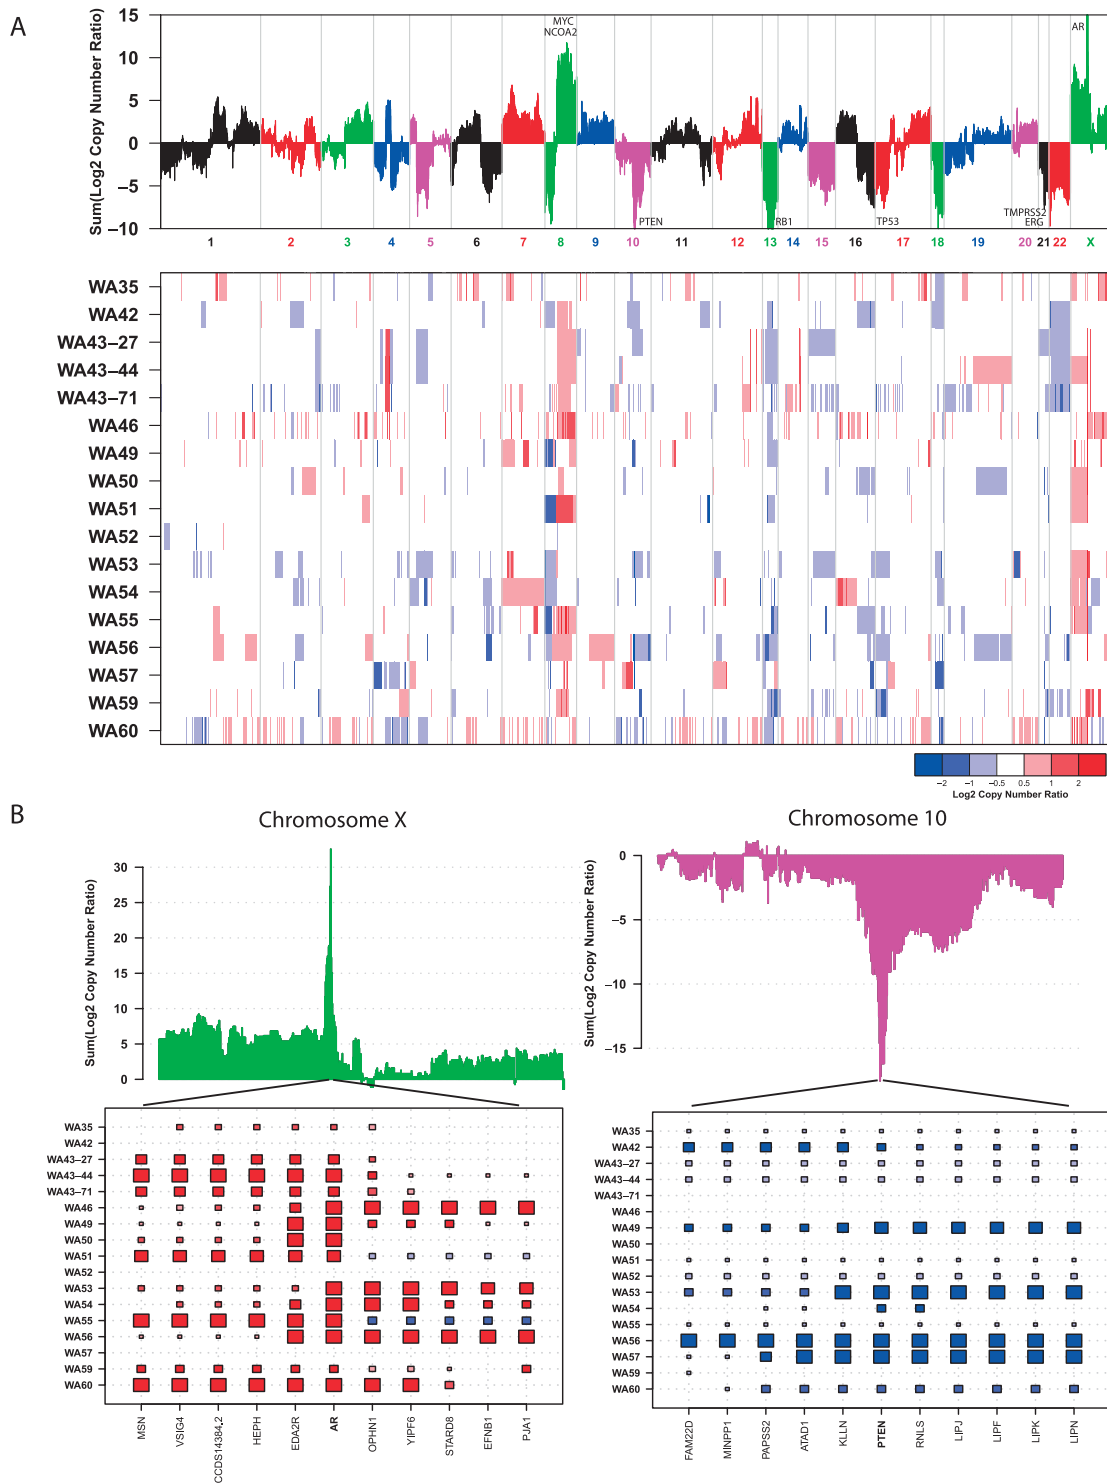 A
Sum(Log2 Copy Number Ratio)
15
10
5
0
−5
−10
MYC
NCOA2
AR
PTEN
RB1
TP53
TMPRSS2
ERG
1 2 3 4 5 6 7 8 9 10 11 12 13 14 15 16 17 18 19 20 21 22 X
WA35
WA42
WA43−27
WA43−44
WA43−71
WA46
WA49
WA50
WA51
WA52
WA53
WA54
WA55
WA56
WA57
WA59
WA60
−2 −1 −0.5 0.5 1 2
Log2 Copy Number Ratio
B
Chromosome X
Sum(Log2 Copy Number Ratio)
30
25
20
15
10
5
0
WA35
WA42
WA43−27
WA43−44
WA43−71
WA46
WA49
WA50
WA51
WA52
WA53
WA54
WA55
WA56
WA57
WA59
WA60
MSN
VSIG4
CCDS14384.2
HEPH
EDA2R
AR
OPHN1
YIPF6
STARD8
EFNB1
PJA1
Chromosome 10
Sum(Log2 Copy Number Ratio)
0
−5
−10
−15
WA35
WA42
WA43−27
WA43−44
WA43−71
WA46
WA49
WA50
WA51
WA52
WA53
WA54
WA55
WA56
WA57
WA59
WA60
FAM22D
MINPP1
PAPSS2
ATAD1
KLLN
PTEN
RNLS
LIPJ
LIPF
LIPK
LIPN